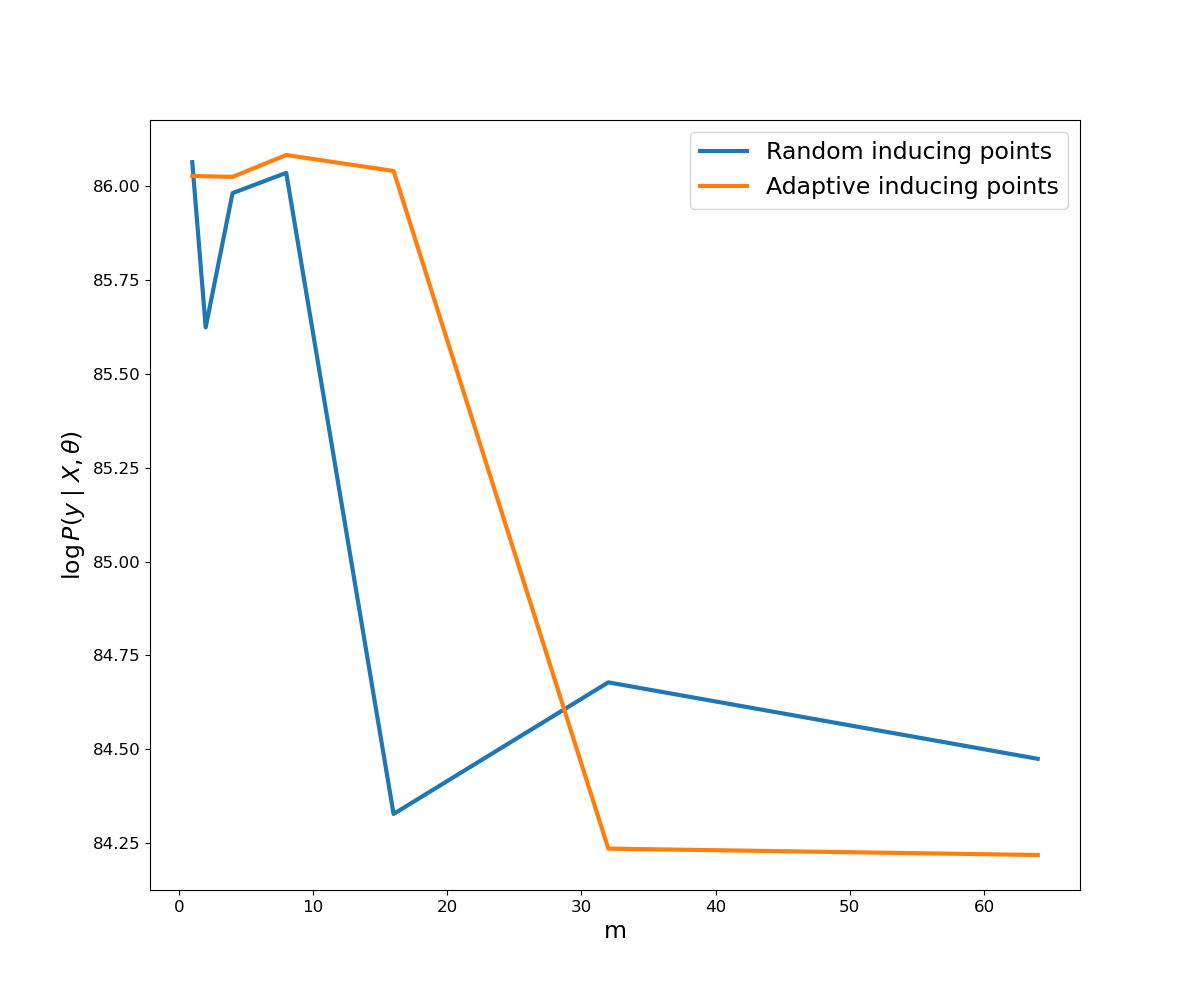 Random inducing points
Adaptive inducing points
86.00
85.75
85.50
85.25
85.00
84.75
84.50
84.25
log P(y | X, θ)
0 10 20 30 40 50 60
m